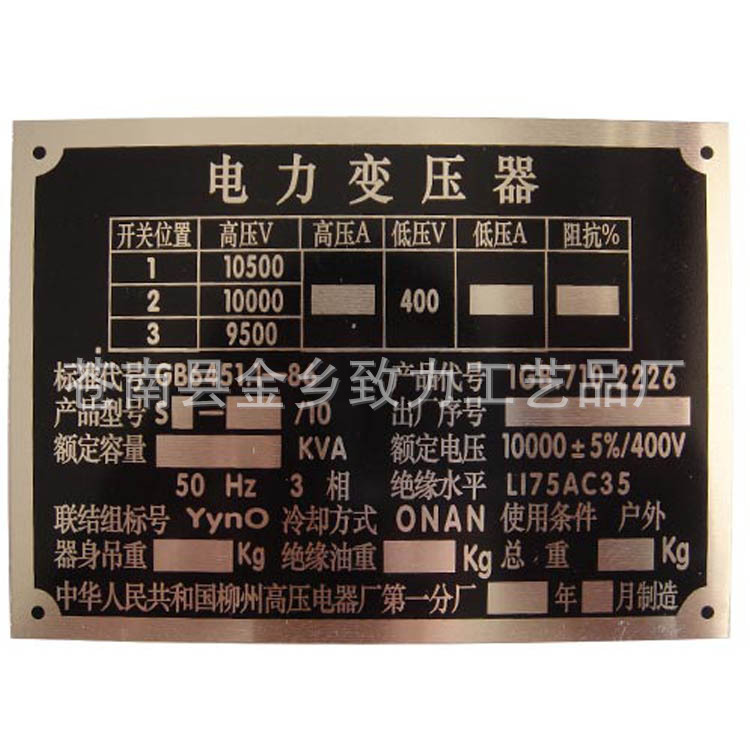 电力变压器
开关位置 高压V 高压A 低压V 低压A 阻抗%
1 10500
2 10000 400
3 9500
标准代号 GB6451.1-86 产品代号 1GB.710.2226
苍南县金乡致力工艺品厂
产品型号 S — /10 出厂序号
额定容量 KVA 额定电压 10000±5%/400V
50 Hz 3 相 绝缘水平 LI75AC35
联结组标号 YynO 冷却方式 ONAN 使用条件 户外
器身吊重 Kg 绝缘油重 Kg 总重 Kg
中华人民共和国柳州高压电器厂第一分厂 年 月制造